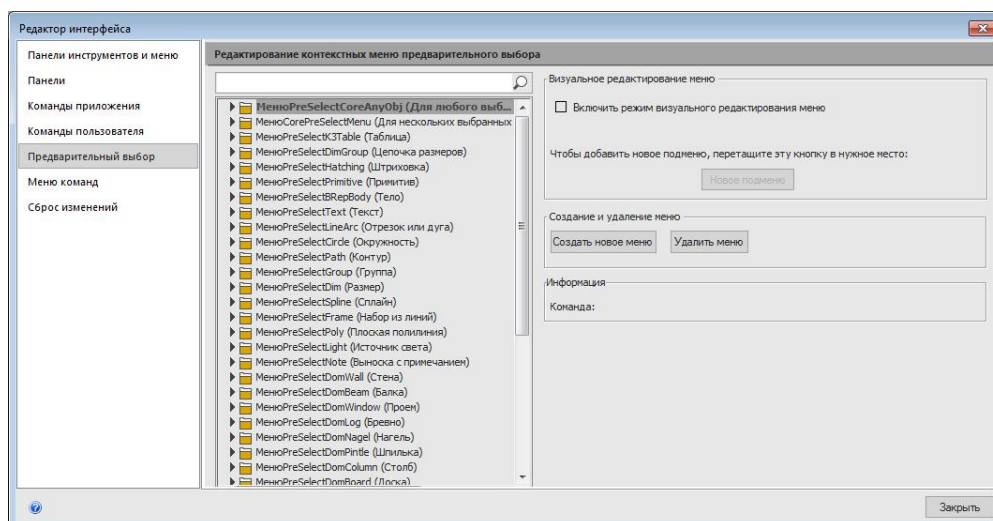 Редактор интерфейса
Панели инструментов и меню
Панели
Команды приложения
Команды пользователя
Предварительный выбор
Меню команд
Сброс изменений
Редактирование контекстных меню предварительного выбора
МенюPreSelectCoreAnyObj (Для любого выб...
МенюCorePreSelectMenu (Для нескольких выбранных
МенюPreSelectK3Table (Таблица)
МенюPreSelectDimGroup (Цепочка размеров)
МенюPreSelectHatching (Штриховка)
МенюPreSelectPrimitive (Примитив)
МенюPreSelectBRepBody (Тело)
МенюPreSelectText (Текст)
МенюPreSelectLineArc (Отрезок или дуга)
МенюPreSelectCircle (Окружность)
МенюPreSelectPath (Контур)
МенюPreSelectGroup (Группа)
МенюPreSelectDim (Размер)
МенюPreSelectSpline (Сплайн)
МенюPreSelectFrame (Набор из линий)
МенюPreSelectPoly (Плоская полилиния)
МенюPreSelectLight (Источник света)
МенюPreSelectNote (Выноска с примечанием)
МенюPreSelectDomWall (Стена)
МенюPreSelectDomBeam (Балка)
МенюPreSelectDomWindow (Проем)
МенюPreSelectDomLog (Бревно)
МенюPreSelectDomNagel (Нагель)
МенюPreSelectDomPintle (Шпилька)
МенюPreSelectDomColumn (Столб)
МенюPreSelectDomBoard (Доска)
Визуальное редактирование меню
Включить режим визуального редактирования меню
Чтобы добавить новое подменю, перетащите эту кнопку в нужное место:
Новое подменю
Создание и удаление меню
Создать новое меню
Удалить меню
Информация
Команда:
Закрыть